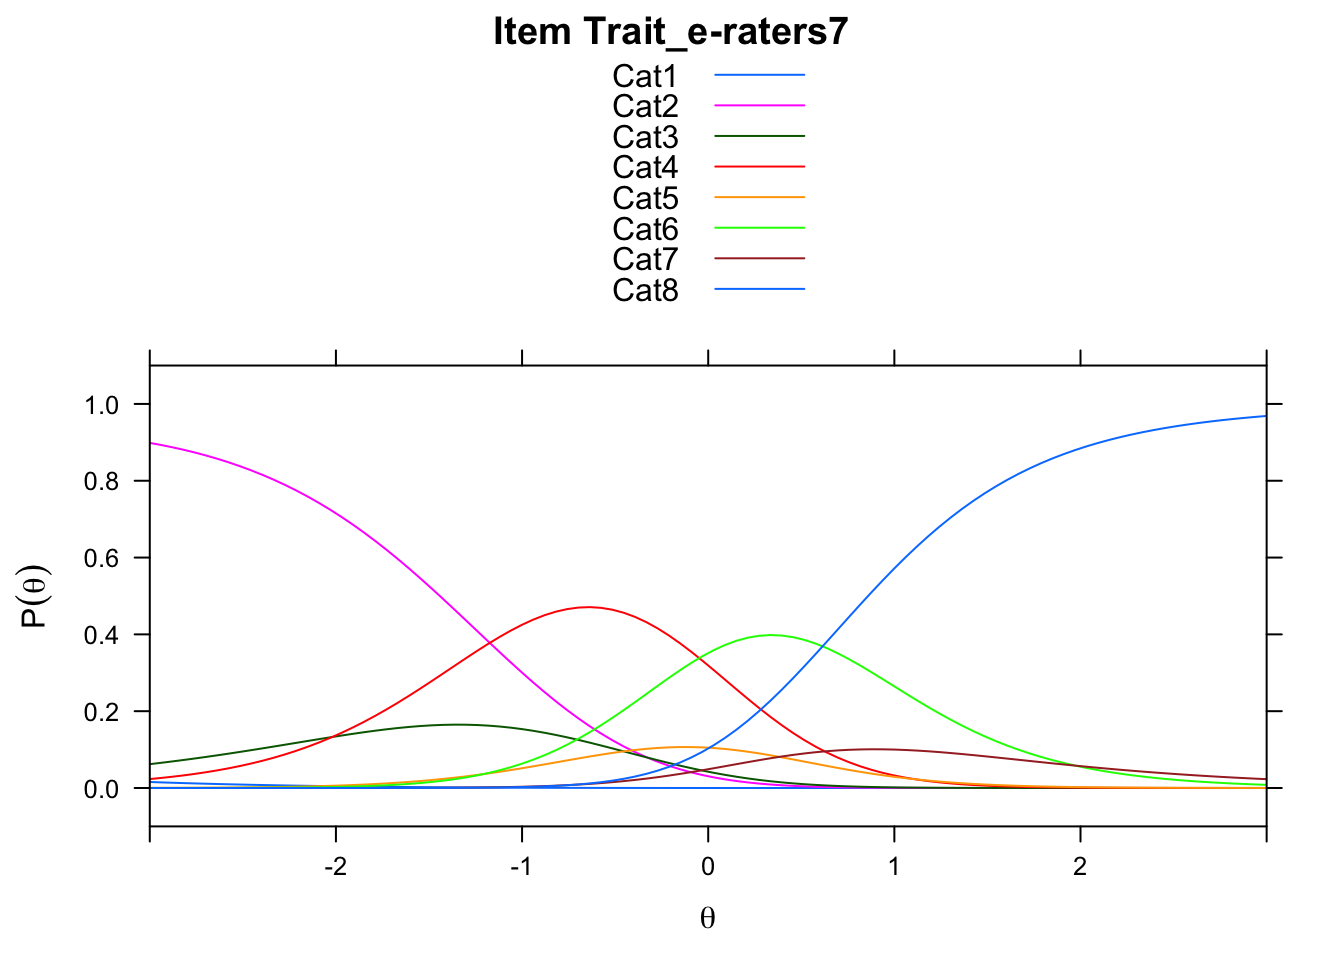 Item Trait_e-raters7
Cat1
Cat2
Cat3
Cat4
Cat5
Cat6
Cat7
Cat8
P(θ)
1.0
0.8
0.6
0.4
0.2
0.0
-2 -1 0 1 2
θ